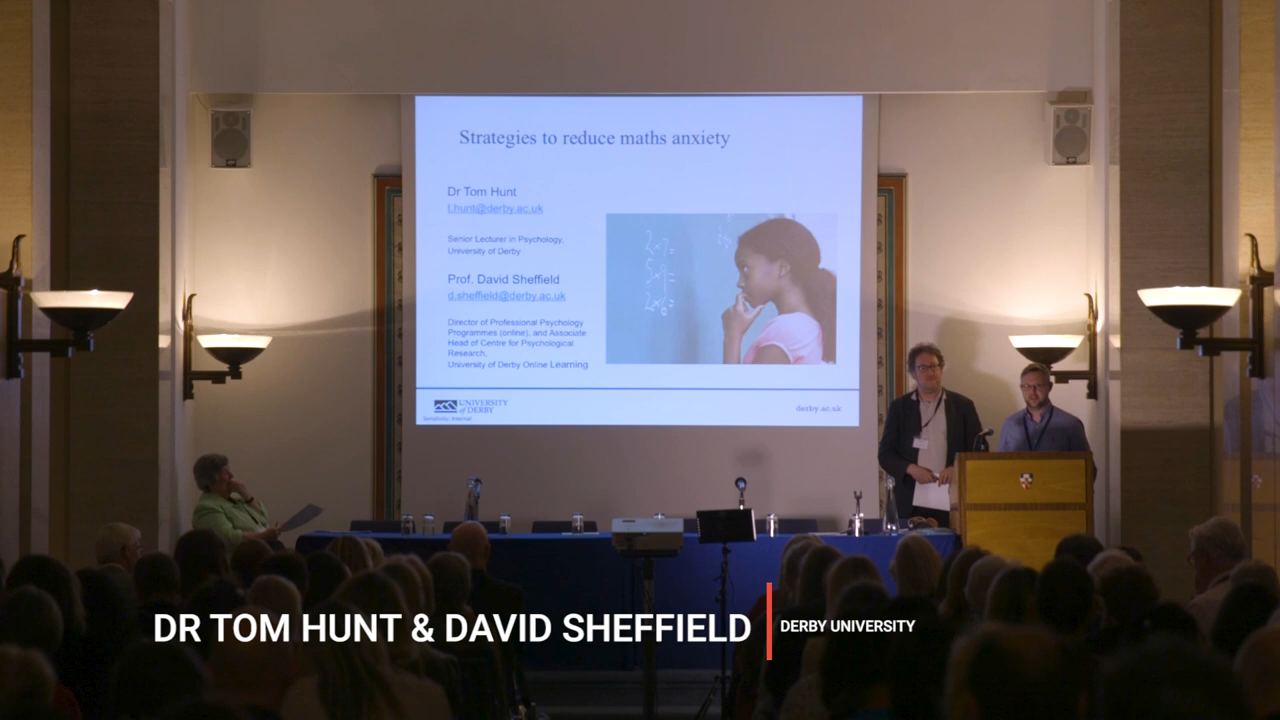 Strategies to reduce maths anxiety
Dr Tom Hunt
t.hunt@derby.ac.uk
Senior Lecturer in Psychology,
University of Derby
Prof. David Sheffield
d.sheffield@derby.ac.uk
Director of Professional Psychology
Programmes (online), and Associate
Head of Centre for Psychological
Research,
University of Derby Online Learning
UNIVERSITY
of DERBY
Sensitivity: Internal
derby.ac.uk
DR TOM HUNT & DAVID SHEFFIELD
DERBY UNIVERSITY